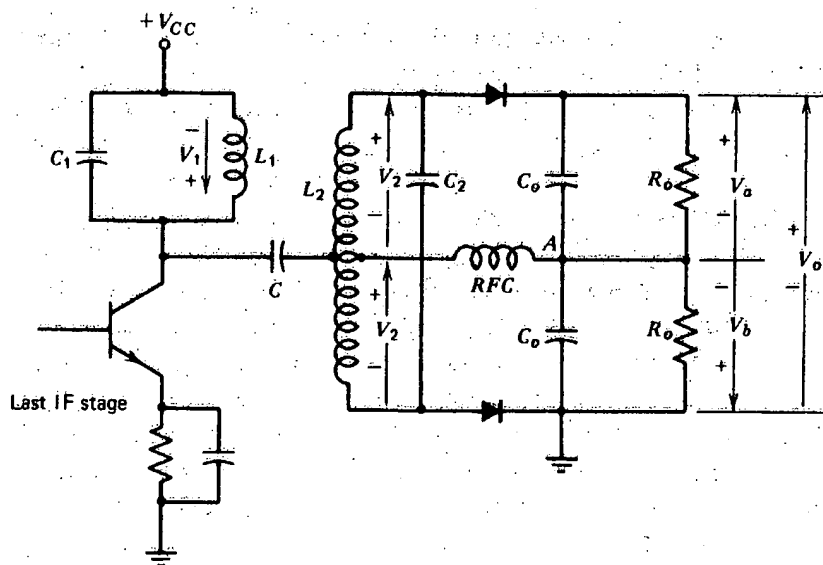 + V_CC
C_1
−
V_1
+
L_1
L_2
+
V_2
−
C_2
C_o
R_o
+
V_a
−
+
V_o
−
C
RFC
A
+
V_2
−
C_o
R_o
−
V_b
+
Last IF stage